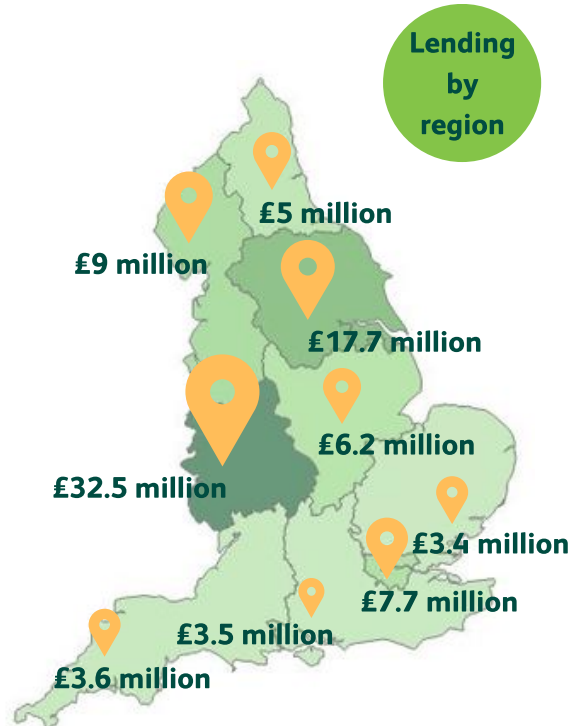 Lending
by
region
£5 million
£9 million
£17.7 million
£6.2 million
£32.5 million
£3.4 million
£7.7 million
£3.5 million
£3.6 million